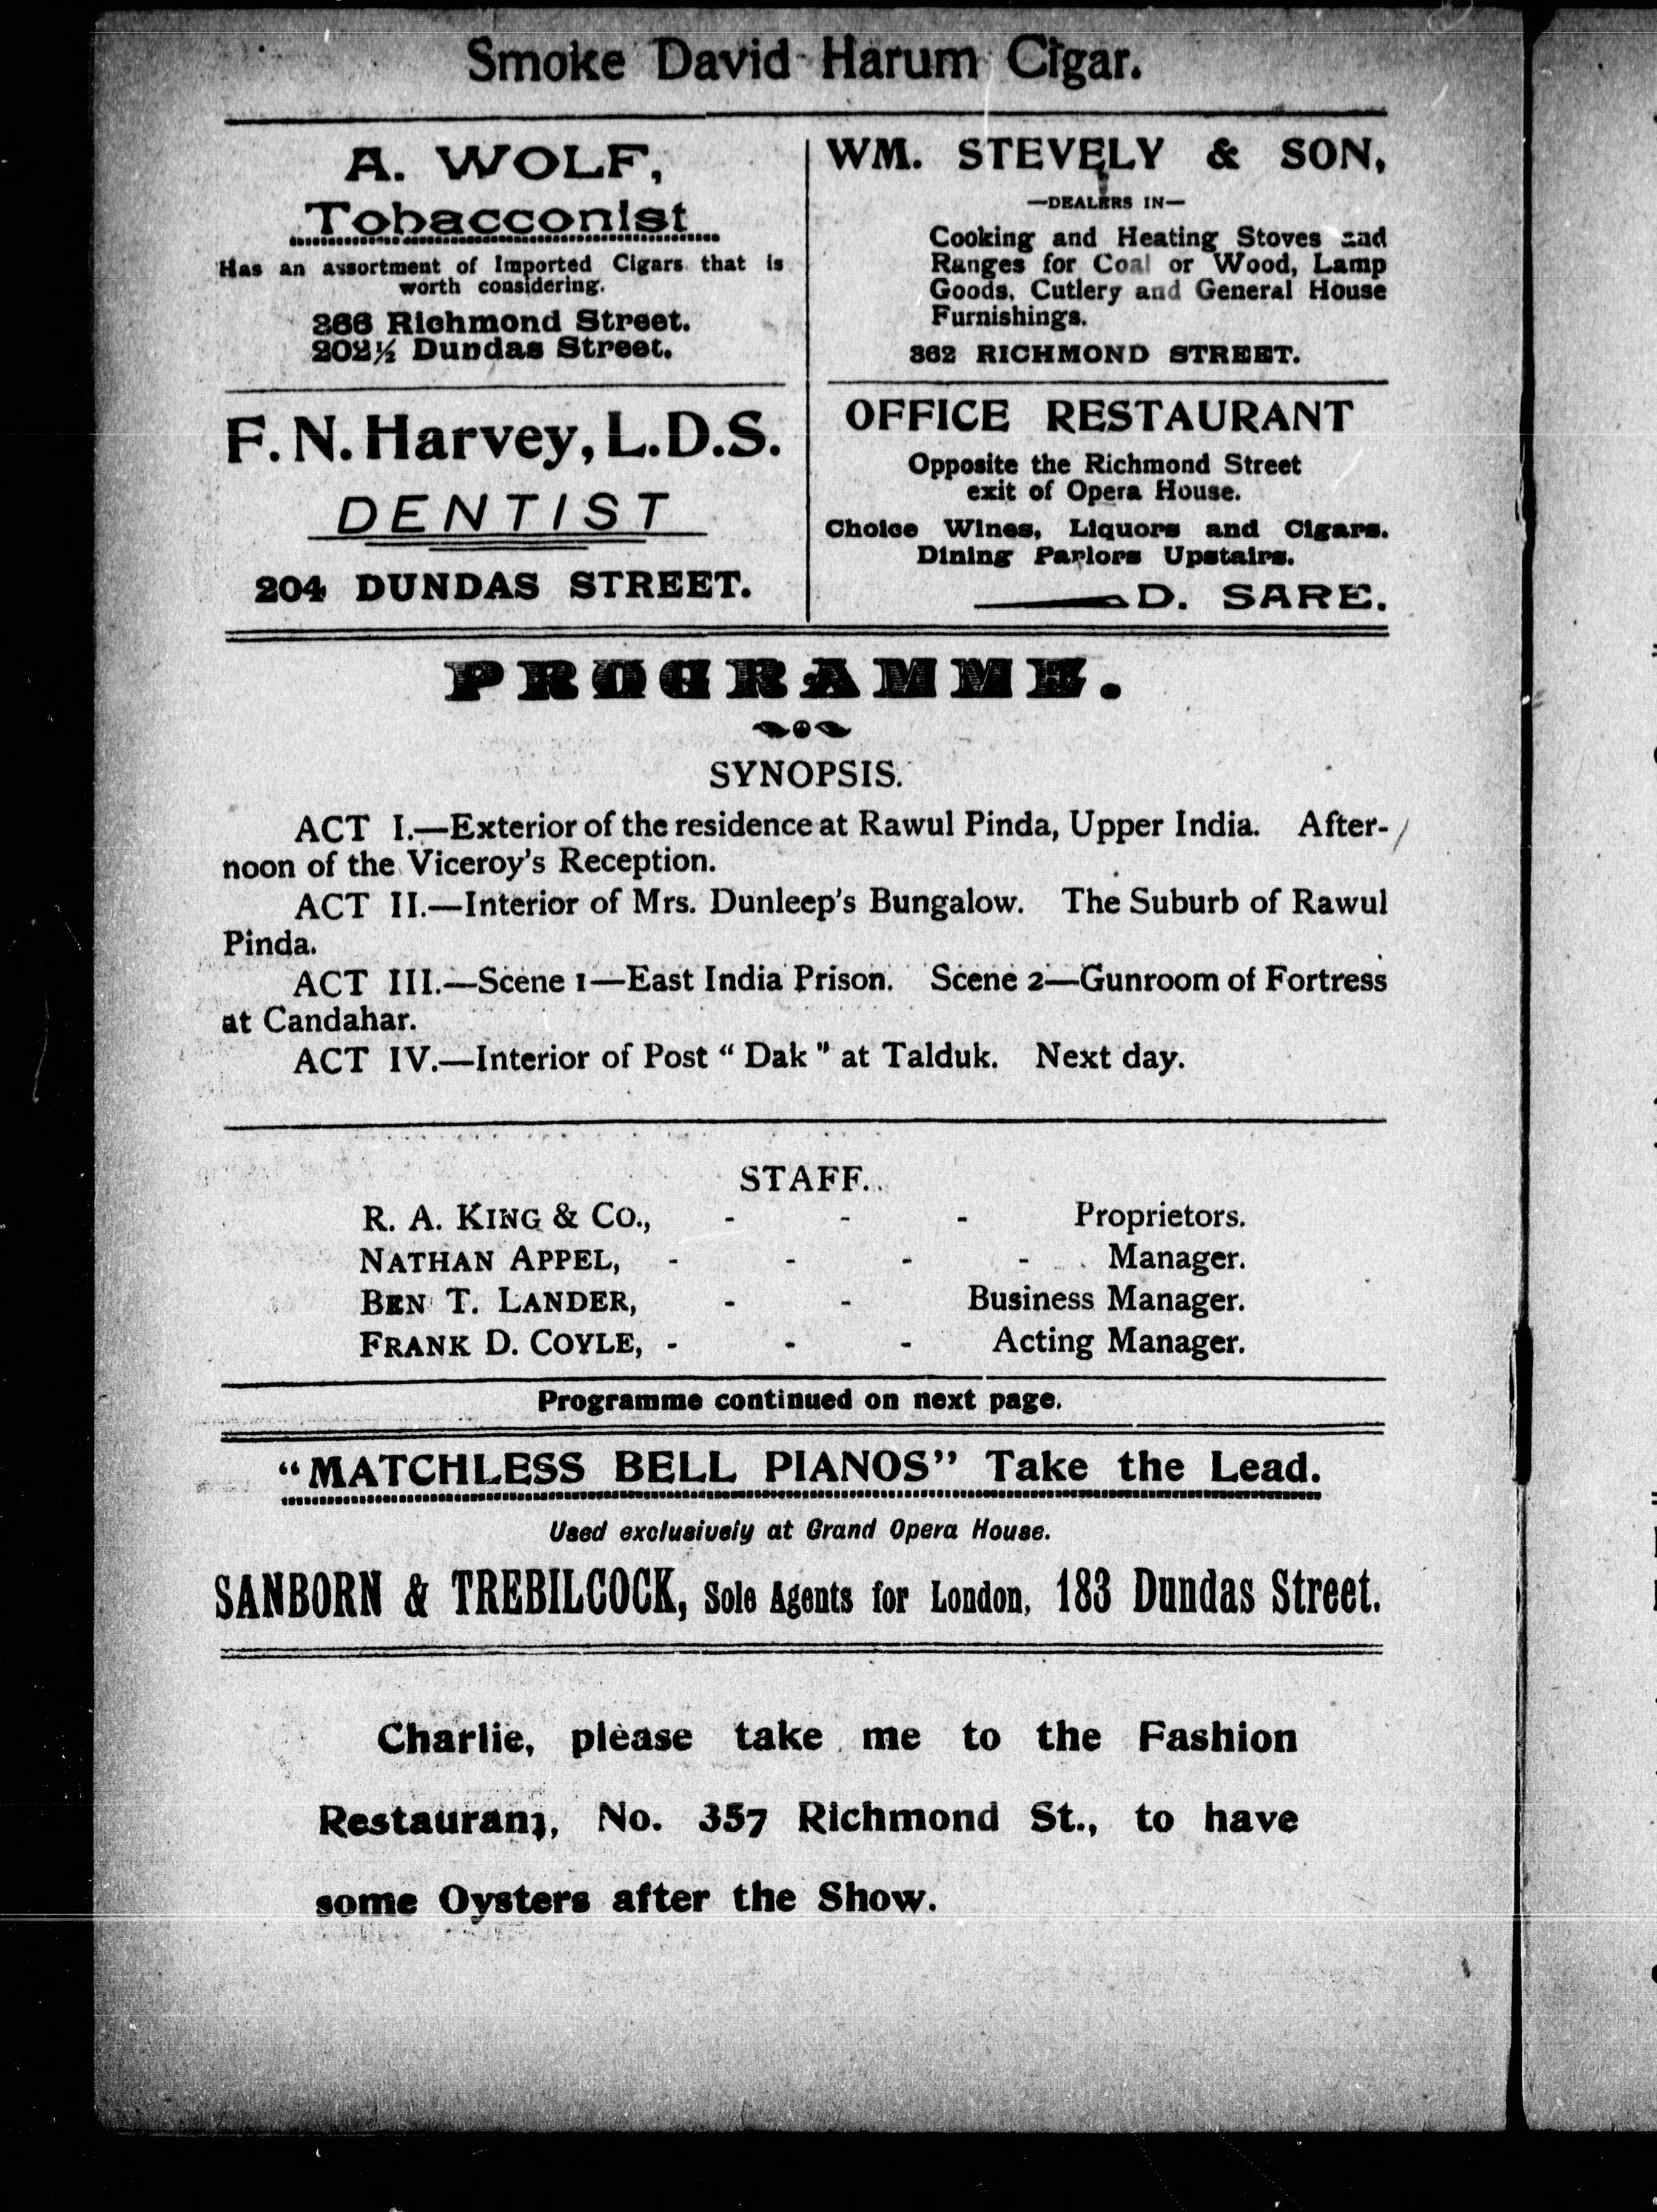 Smoke David Harum Cigar.
A. WOLF,
Tobacconist
Has an assortment of Imported Cigars that is
worth considering.
366 Richmond Street.
202½ Dundas Street.
F. N. Harvey, L.D.S.
DENTIST
204 DUNDAS STREET.
WM. STEVELY & SON,
—DEALERS IN—
Cooking and Heating Stoves and
Ranges for Coal or Wood, Lamp
Goods, Cutlery and General House
Furnishings.
362 RICHMOND STREET.
OFFICE RESTAURANT
Opposite the Richmond Street
exit of Opera House.
Choice Wines, Liquors and Cigars.
Dining Parlors Upstairs.
D. SARE.
PROGRAMME.
SYNOPSIS.
ACT I.—Exterior of the residence at Rawul Pinda, Upper India. After-
noon of the Viceroy's Reception.
ACT II.—Interior of Mrs. Dunleep's Bungalow. The Suburb of Rawul
Pinda.
ACT III.—Scene 1—East India Prison. Scene 2—Gunroom of Fortress
at Candahar.
ACT IV.—Interior of Post "Dak" at Talduk. Next day.
STAFF.
R. A. KING & CO., - - - Proprietors.
NATHAN APPEL, - - - - Manager.
BEN T. LANDER, - - Business Manager.
FRANK D. COYLE, - - - Acting Manager.
Programme continued on next page.
"MATCHLESS BELL PIANOS" Take the Lead.
Used exclusively at Grand Opera House.
SANBORN & TREBILCOCK, Sole Agents for London, 183 Dundas Street.
Charlie, please take me to the Fashion
Restaurant, No. 357 Richmond St., to have
some Oysters after the Show.